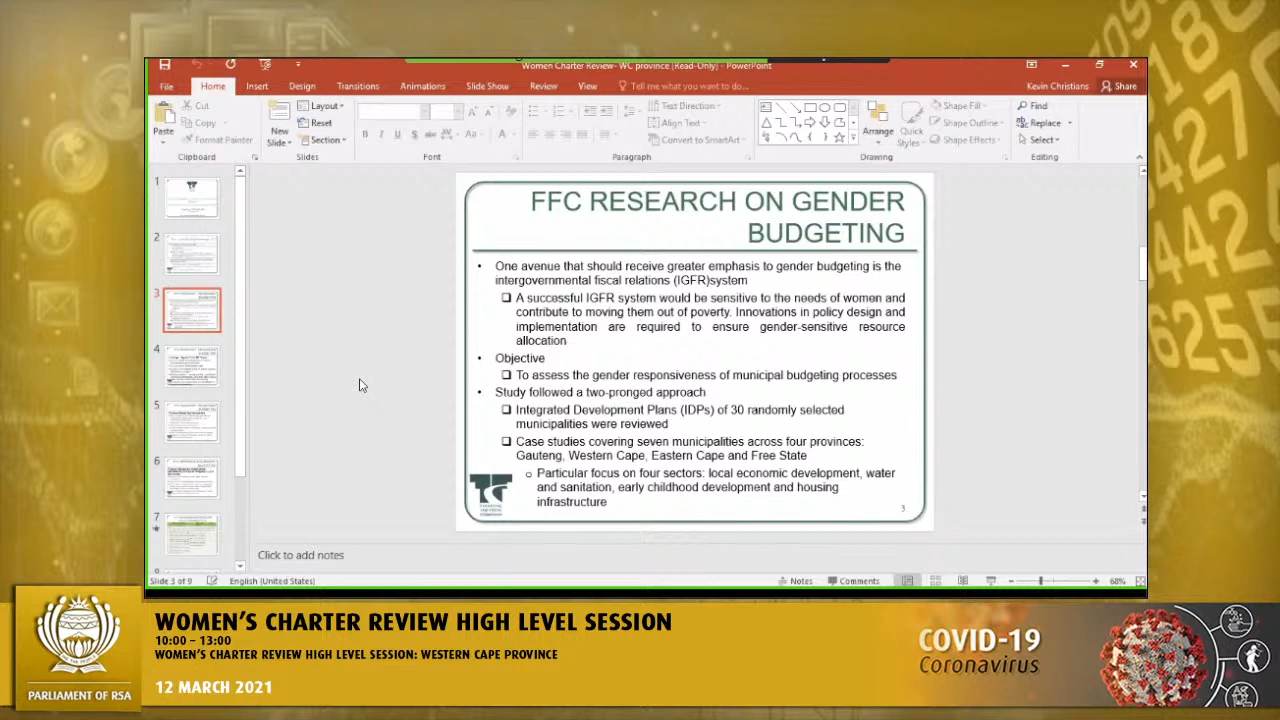 Women Charter Review- WC province [Read-Only] - PowerPoint
File
Home
Insert
Design
Transitions
Animations
Slide Show
Review
View
Tell me what you want to do...
Kevin Christians
Share
Paste
Cut
Copy
Format Painter
Clipboard
New
Slide
Layout
Reset
Section
Slides
Font
Text Direction
Align Text
Convert to SmartArt
Paragraph
Arrange
Quick
Styles
Shape Fill
Shape Outline
Shape Effects
Drawing
Find
Replace
Select
Editing
1
2
3
4
5
6
7
FFC RESEARCH ON GENDER
BUDGETING
• One avenue that should receive greater emphasis to gender budgeting is the
intergovernmental fiscal relations (IGFR)system
❑ A successful IGFR system would be sensitive to the needs of women and
contribute to moving them out of poverty. Innovations in policy design and
implementation are required to ensure gender-sensitive resource
allocation
• Objective
❑ To assess the gender responsiveness of municipal budgeting processes
• Study followed a two-pronged approach
❑ Integrated Development Plans (IDPs) of 30 randomly selected
municipalities were reviewed
❑ Case studies covering seven municipalities across four provinces:
Gauteng, Western Cape, Eastern Cape and Free State
○ Particular focus on four sectors: local economic development, water
and sanitation, early childhood development and housing
infrastructure
3
Click to add notes
Slide 3 of 9
English (United States)
Notes
Comments
68%
WOMEN'S CHARTER REVIEW HIGH LEVEL SESSION
10:00 – 13:00
WOMEN'S CHARTER REVIEW HIGH LEVEL SESSION: WESTERN CAPE PROVINCE
12 MARCH 2021
PARLIAMENT OF RSA
COVID-19
Coronavirus